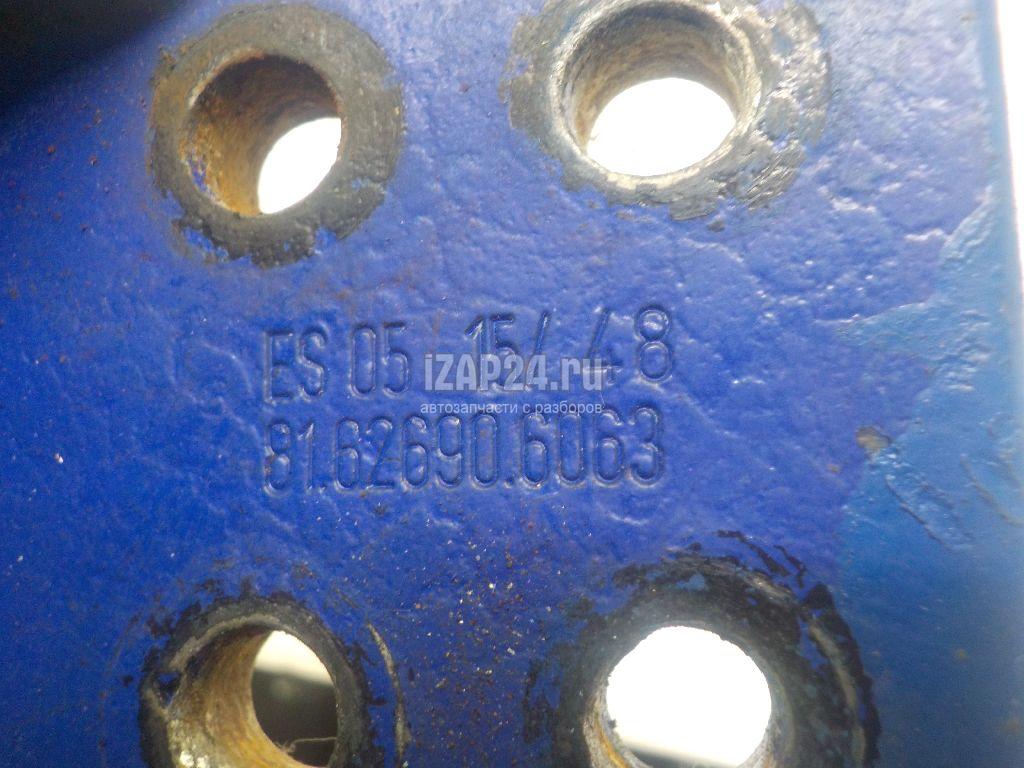 ES 05 15/ 48
iZAP24.ru
автозапчасти с разборов
81.62690.6063